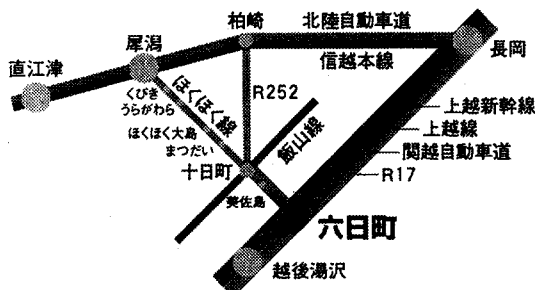 柏崎
北陸自動車道
犀潟
長岡
信越本線
直江津
くびき
うらがわら
ほくほく線
R252
上越新幹線
ほくほく大島
飯山線
上越線
まつだい
関越自動車道
十日町
R17
美佐島
六日町
越後湯沢